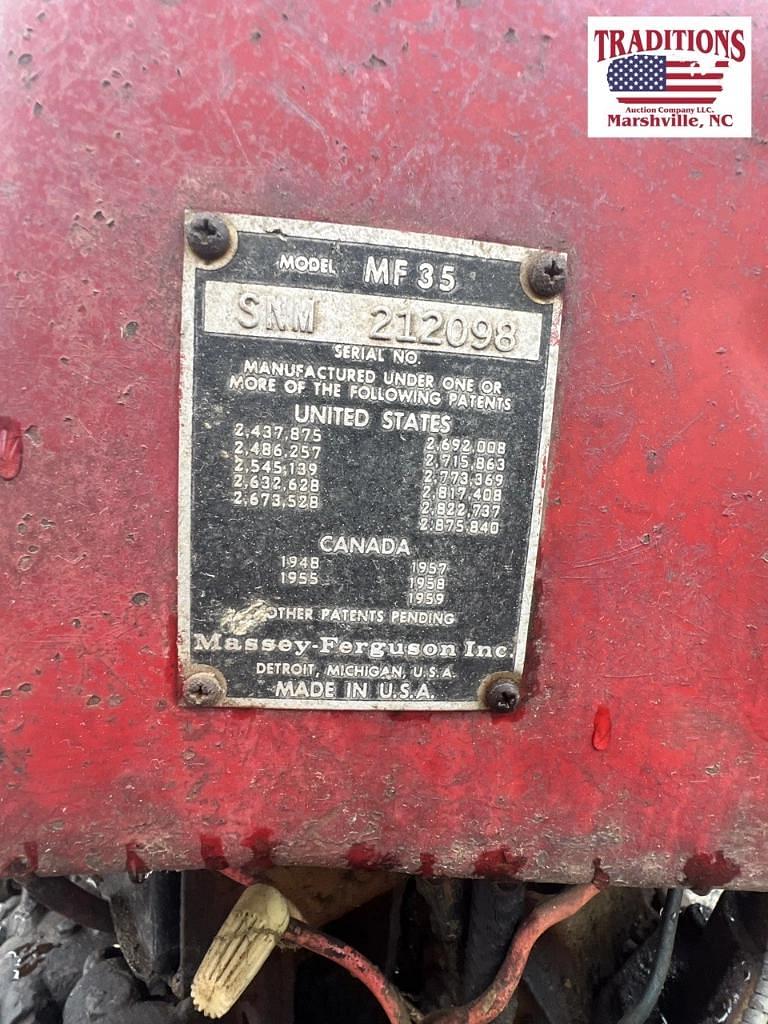 TRADITIONS
Auction Company LLC.
Marshville, NC
MODEL MF 35
SNM 212098
SERIAL NO.
MANUFACTURED UNDER ONE OR
MORE OF THE FOLLOWING PATENTS
UNITED STATES
2,437,875 2,692,008
2,486,257 2,715,863
2,545,139 2,773,369
2,632,628 2,817,408
2,673,528 2,822,737
2,875,840
CANADA
1948 1957
1955 1958
1959
OTHER PATENTS PENDING
Massey-Ferguson Inc.
DETROIT, MICHIGAN, U.S.A.
MADE IN U.S.A.